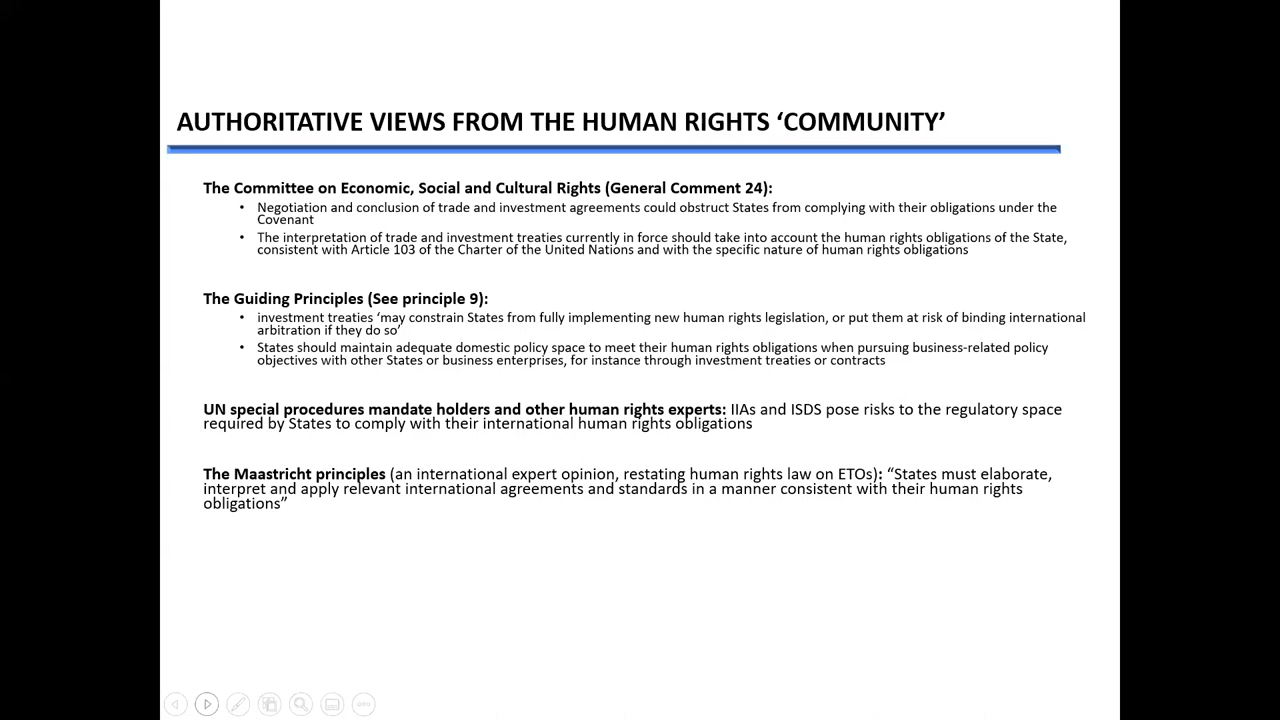 AUTHORITATIVE VIEWS FROM THE HUMAN RIGHTS ‘COMMUNITY’
The Committee on Economic, Social and Cultural Rights (General Comment 24):
• Negotiation and conclusion of trade and investment agreements could obstruct States from complying with their obligations under the
Covenant
• The interpretation of trade and investment treaties currently in force should take into account the human rights obligations of the State,
consistent with Article 103 of the Charter of the United Nations and with the specific nature of human rights obligations
The Guiding Principles (See principle 9):
• investment treaties ‘may constrain States from fully implementing new human rights legislation, or put them at risk of binding international
arbitration if they do so’
• States should maintain adequate domestic policy space to meet their human rights obligations when pursuing business-related policy
objectives with other States or business enterprises, for instance through investment treaties or contracts
UN special procedures mandate holders and other human rights experts: IIAs and ISDS pose risks to the regulatory space
required by States to comply with their international human rights obligations
The Maastricht principles (an international expert opinion, restating human rights law on ETOs): “States must elaborate,
interpret and apply relevant international agreements and standards in a manner consistent with their human rights
obligations”